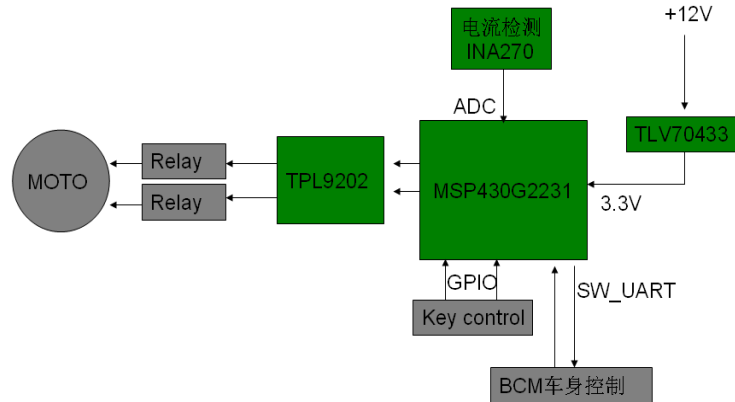 电流检测
INA270
+12V
ADC
TLV70433
Relay
MOTO
TPL9202
MSP430G2231
Relay
3.3V
GPIO
SW_UART
Key control
BCM车身控制